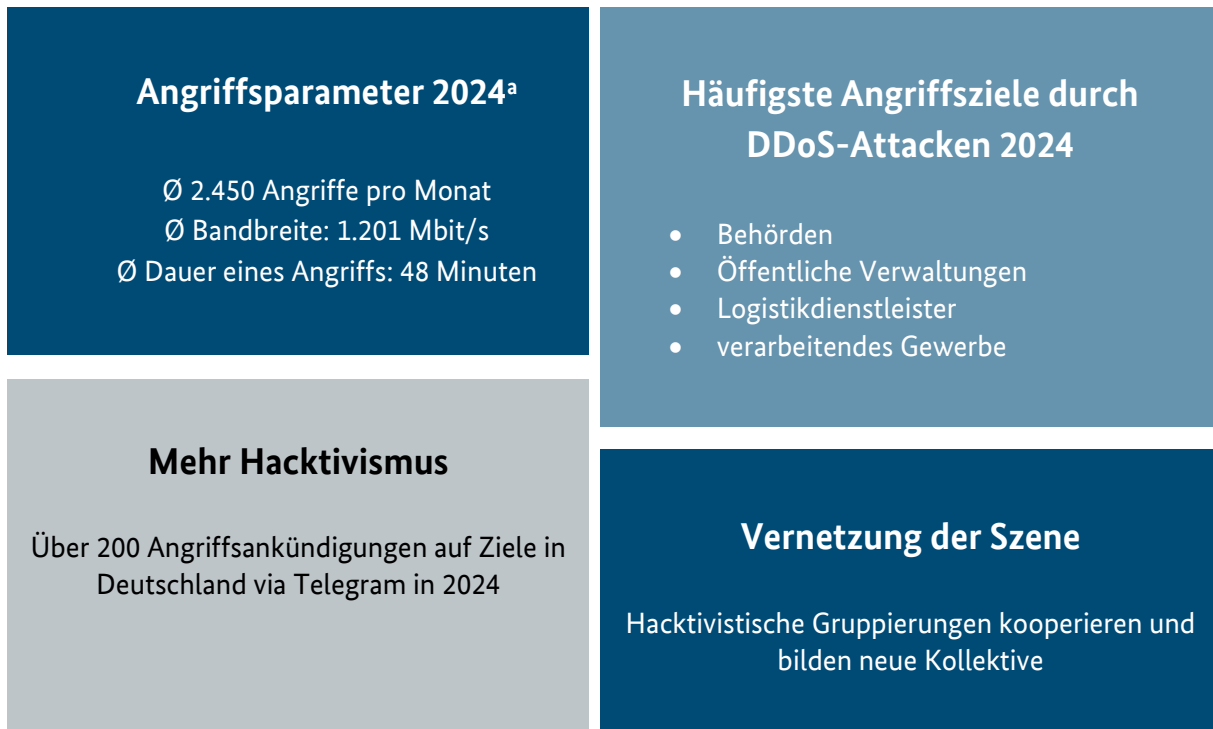 Angriffsparameter 2024ª
Ø 2.450 Angriffe pro Monat
Ø Bandbreite: 1.201 Mbit/s
Ø Dauer eines Angriffs: 48 Minuten
Häufigste Angriffsziele durch
DDoS-Attacken 2024
• Behörden
• Öffentliche Verwaltungen
• Logistikdienstleister
• verarbeitendes Gewerbe
Mehr Hacktivismus
Über 200 Angriffsankündigungen auf Ziele in
Deutschland via Telegram in 2024
Vernetzung der Szene
Hacktivistische Gruppierungen kooperieren und
bilden neue Kollektive